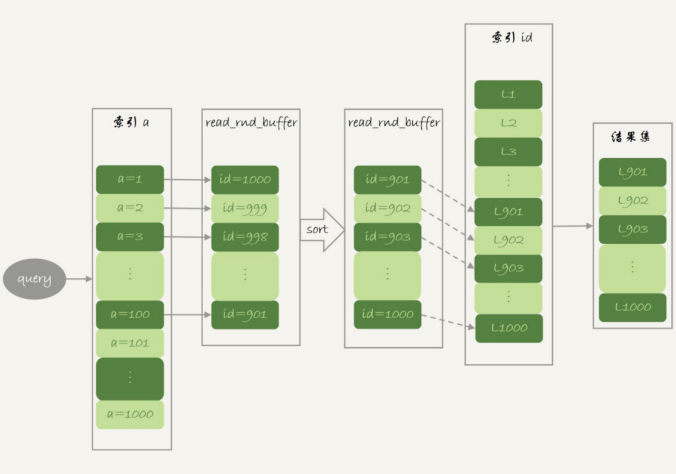 query
索引 a
a=1
a=2
a=3
⋮
a=100
a=101
⋮
a=1000
read_rnd_buffer
id=1000
id=999
id=998
⋮
id=901
sort
read_rnd_buffer
id=901
id=902
id=903
⋮
id=1000
索引 id
L1
L2
L3
⋮
L901
L902
L903
⋮
L1000
结果集
L901
L902
L903
⋮
L1000